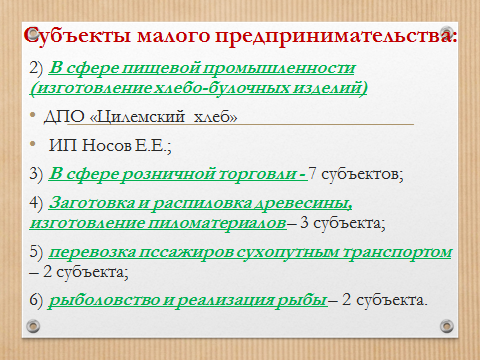 Субъекты малого предпринимательства:
2) В сфере пищевой промышленности
(изготовление хлебо-булочных изделий)
• ДПО «Цилемский хлеб»
• ИП Носов Е.Е.;
3) В сфере розничной торговли - 7 субъектов;
4) Заготовка и распиловка древесины,
изготовление пиломатериалов – 3 субъекта;
5) перевозка пссажиров сухопутным транспортом
– 2 субъекта;
6) рыболовство и реализация рыбы – 2 субъекта.